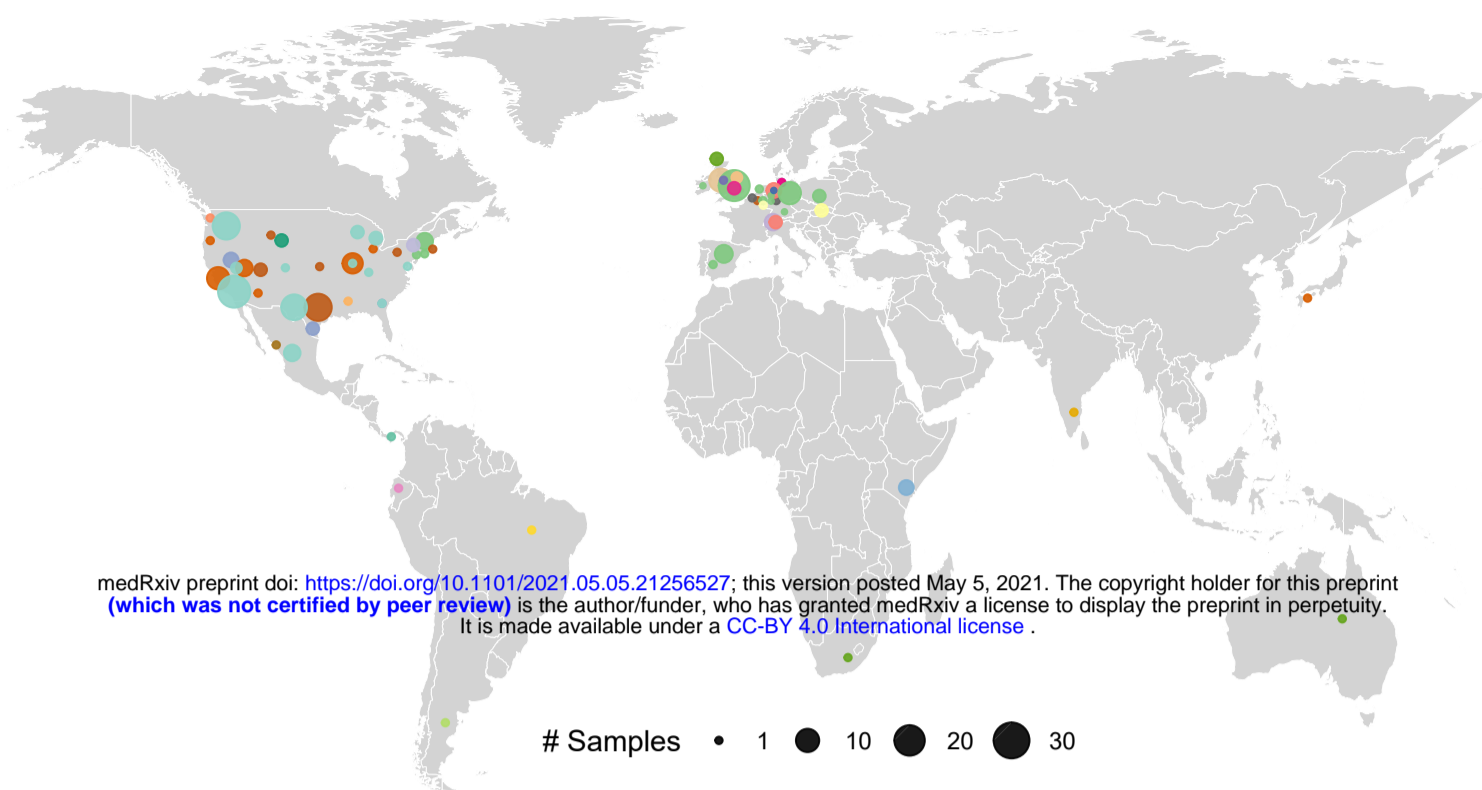 medRxiv preprint doi: https://doi.org/10.1101/2021.05.05.21256527; this version posted May 5, 2021. The copyright holder for this preprint
(which was not certified by peer review) is the author/funder, who has granted medRxiv a license to display the preprint in perpetuity.
It is made available under a CC-BY 4.0 International license .
# Samples 1 10 20 30